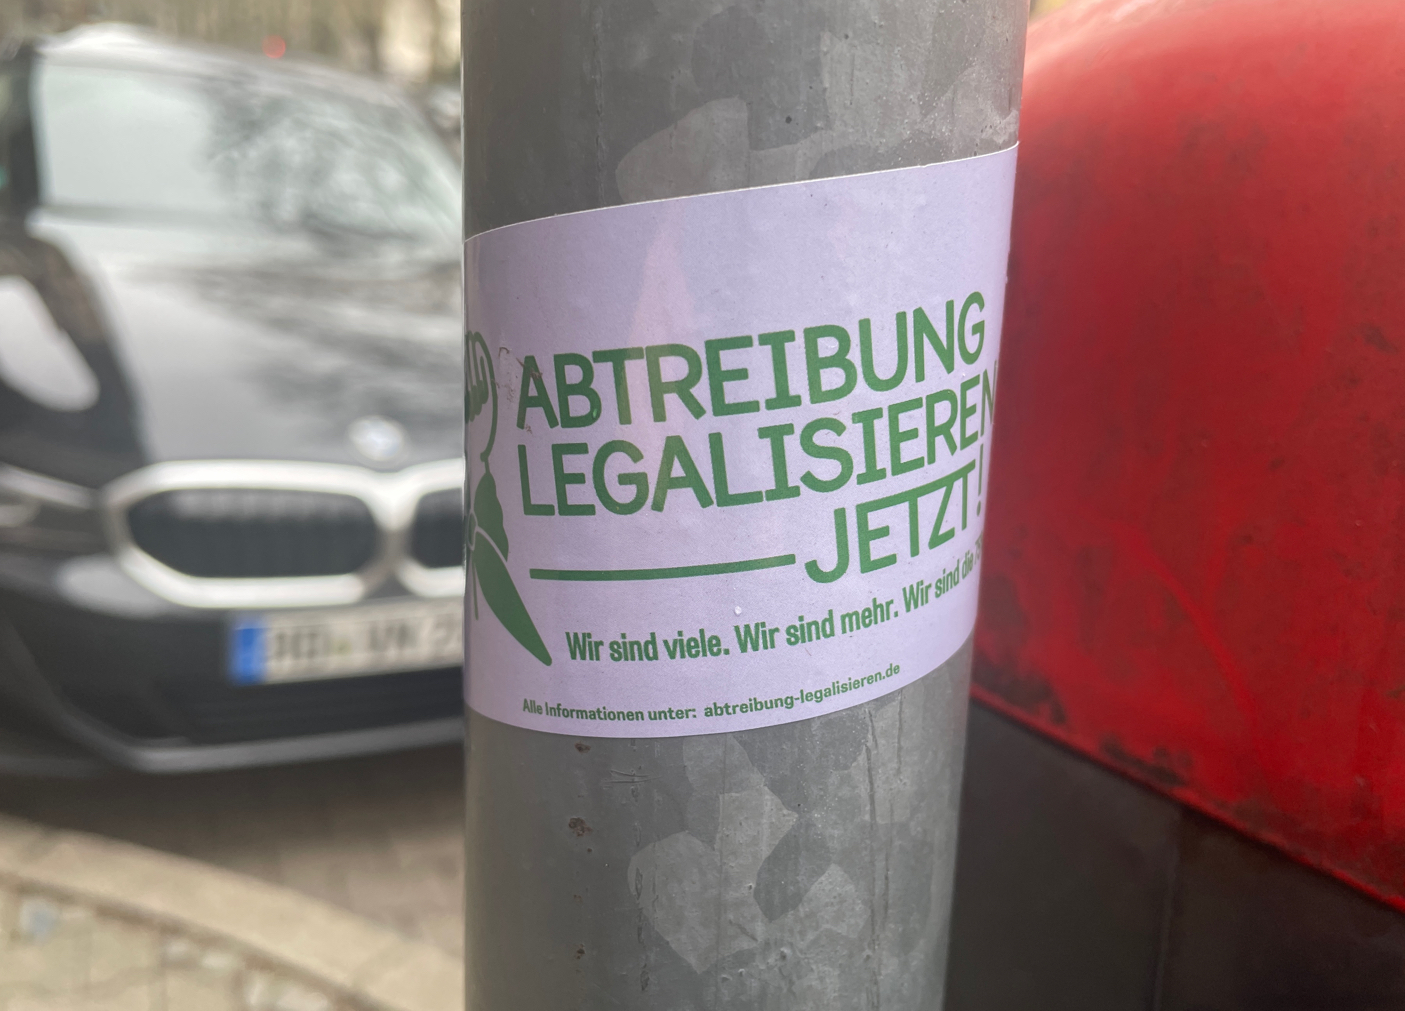 ABTREIBUNG
LEGALISIEREN
JETZT!
Wir sind viele. Wir sind mehr. Wir sind die
Alle Informationen unter: abtreibung-legalisieren.de